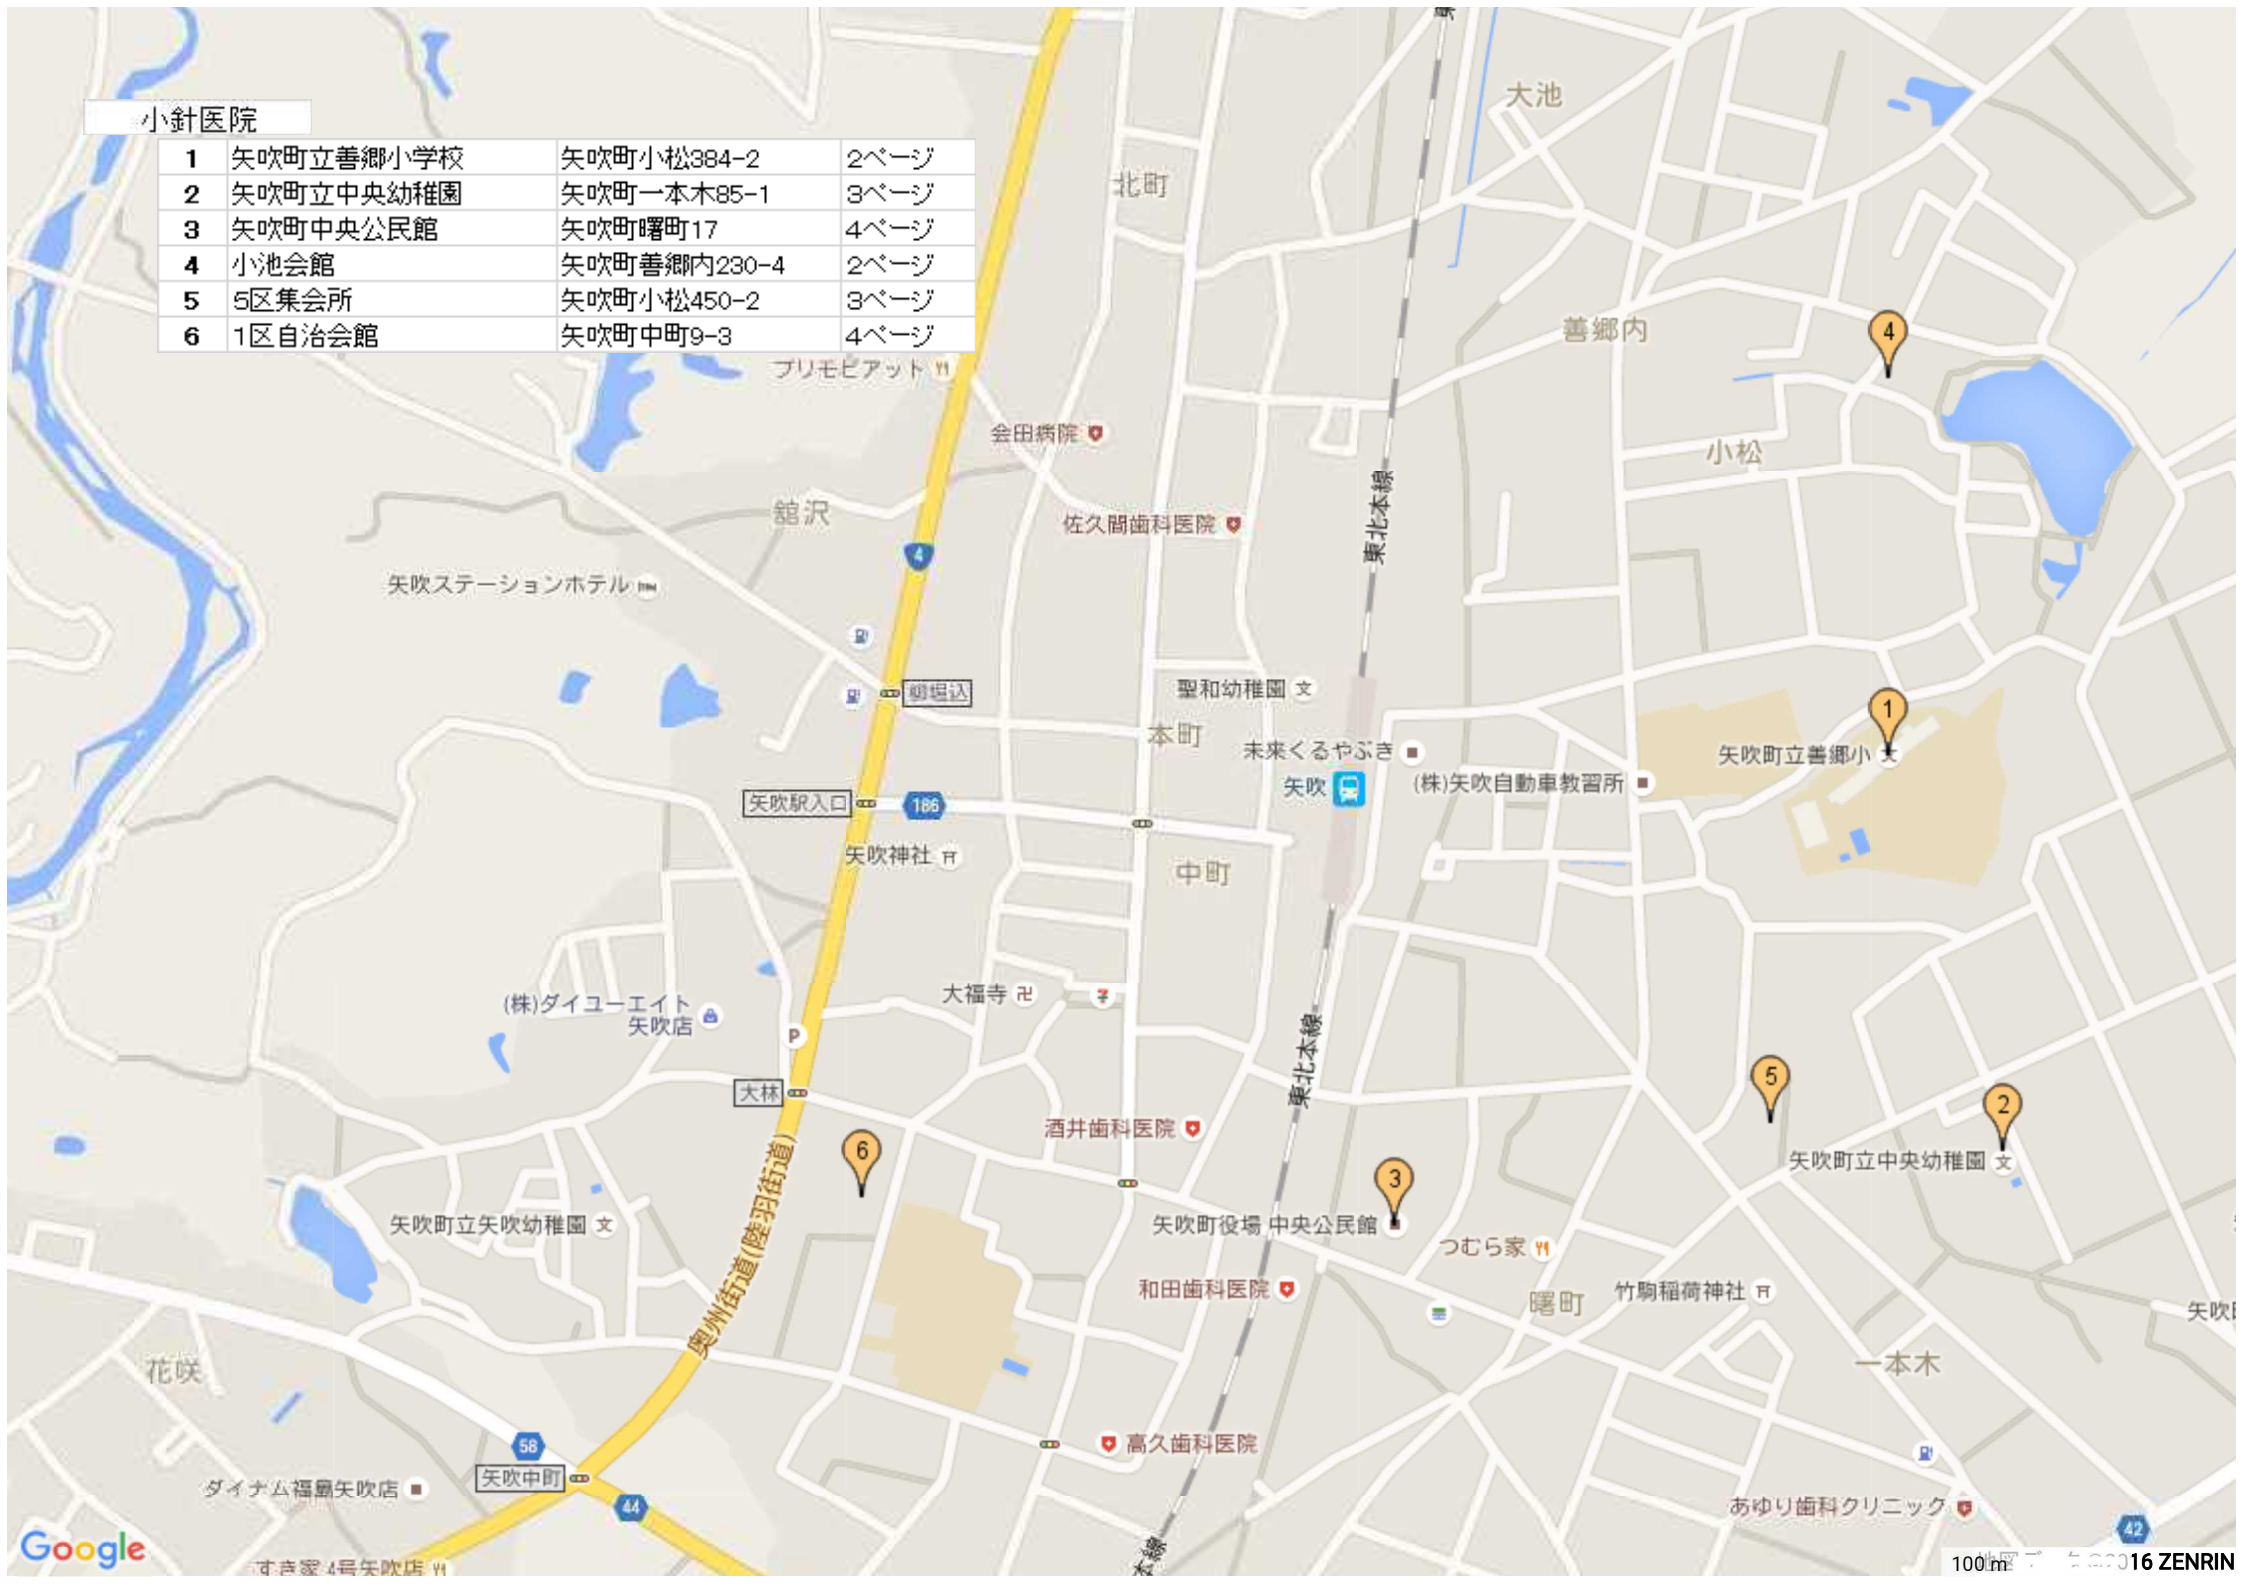 小針医院
1 矢吹町立善郷小学校 矢吹町小松384-2 2ページ
2 矢吹町立中央幼稚園 矢吹町一本木85-1 3ページ
3 矢吹町中央公民館 矢吹町曙町17 4ページ
4 小池会館 矢吹町善郷内230-4 2ページ
5 5区集会所 矢吹町小松450-2 3ページ
6 1区自治会館 矢吹町中町9-3 4ページ
大池
北町
善郷内
4
プリモピアット
会田病院
小松
東北本線
舘沢
佐久間歯科医院
4
矢吹ステーションホテル
聖和幼稚園
1
本町
未来くるやぶき
矢吹町立善郷小
矢吹
(株)矢吹自動車教習所
矢吹駅入口
186
矢吹神社
中町
大福寺
(株)ダイユーエイト
矢吹店
P
東北本線
大林
5
2
酒井歯科医院
6
矢吹町立中央幼稚園
3
矢吹町立矢吹幼稚園
矢吹町役場 中央公民館
つむら家
奥州街道(陸羽街道)
和田歯科医院
竹駒稲荷神社
曙町
花咲
一本木
58
高久歯科医院
矢吹中町
ダイナム福島矢吹店
44
あゆり歯科クリニック
42
Google
すき家 4号矢吹店
100 m
016 ZENRIN